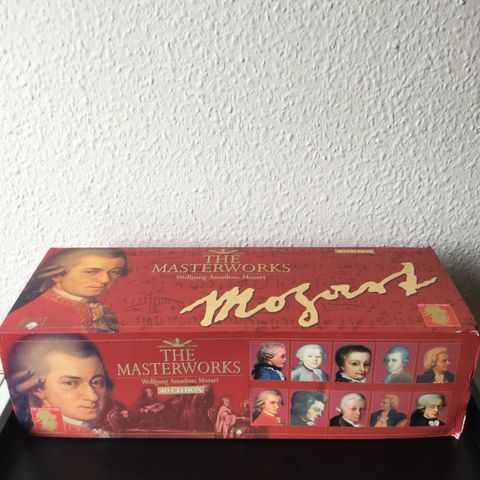 THE
MASTERWORKS
Wolfgang Amadeus Mozart
Mozart
THE
MASTERWORKS
Wolfgang Amadeus Mozart
40 CD BOX